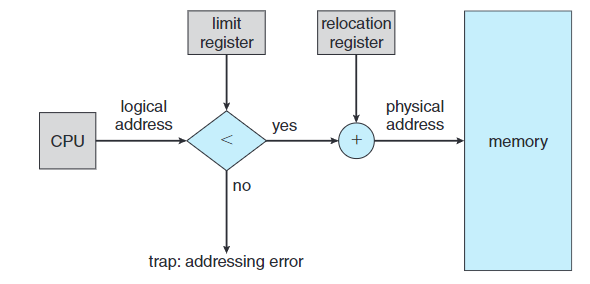 limit
register
relocation
register
logical
address
physical
address
CPU
<
yes
+
memory
no
trap: addressing error